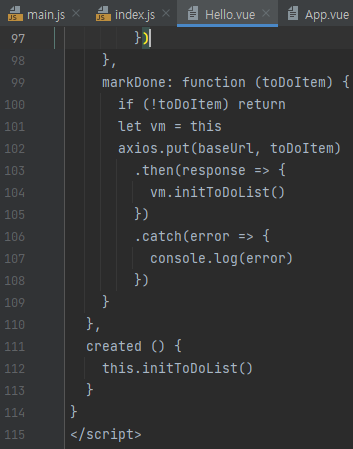 main.js × index.js × Hello.vue × App.vue
97 })
98 },
99 markDone: function (toDoItem) {
100 if (!toDoItem) return
101 let vm = this
102 axios.put(baseUrl, toDoItem)
103 .then(response => {
104 vm.initToDoList()
105 })
106 .catch(error => {
107 console.log(error)
108 })
109 }
110 },
111 created () {
112 this.initToDoList()
113 }
114 }
115 </script>